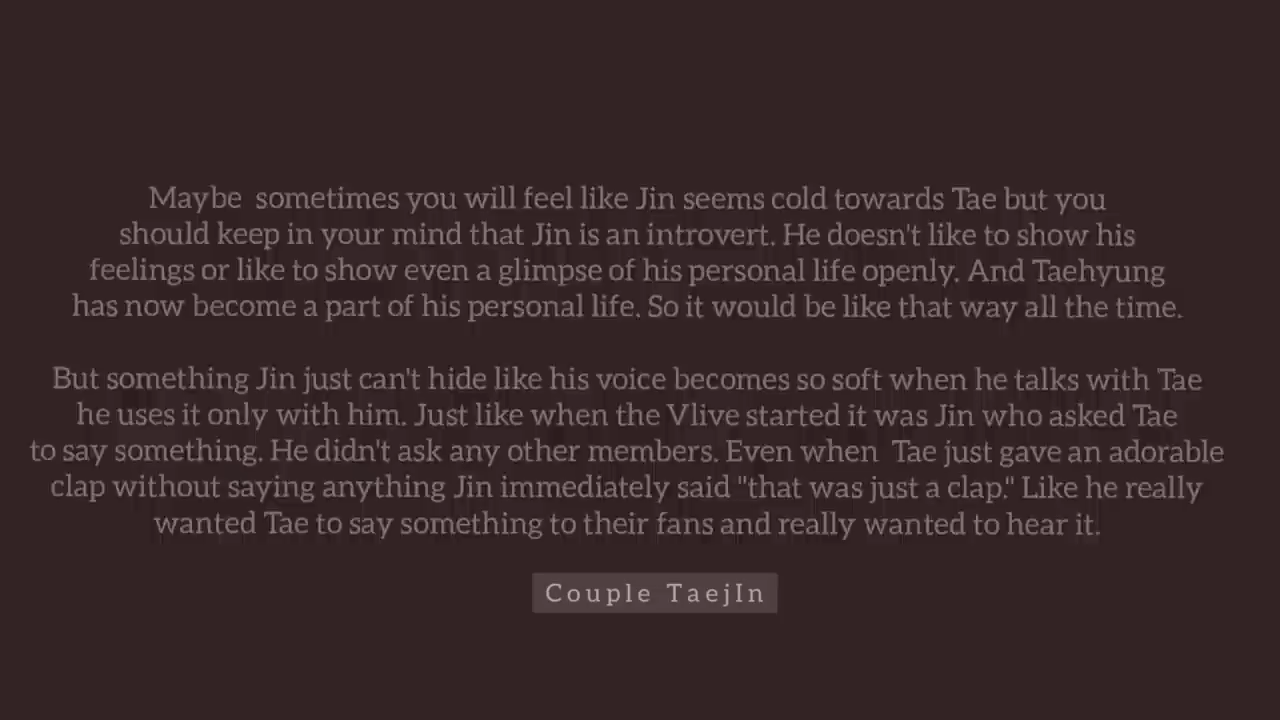 Maybe  sometimes you will feel like Jin seems cold towards Tae but you
should keep in your mind that Jin is an introvert. He doesn't like to show his
feelings or like to show even a glimpse of his personal life openly. And Taehyung
has now become a part of his personal life. So it would be like that way all the time.
But something Jin just can't hide like his voice becomes so soft when he talks with Tae
he uses it only with him. Just like when the Vlive started it was Jin who asked Tae
to say something. He didn't ask any other members. Even when  Tae just gave an adorable
clap without saying anything Jin immediately said "that was just a clap." Like he really
wanted Tae to say something to their fans and really wanted to hear it.
Couple TaejIn